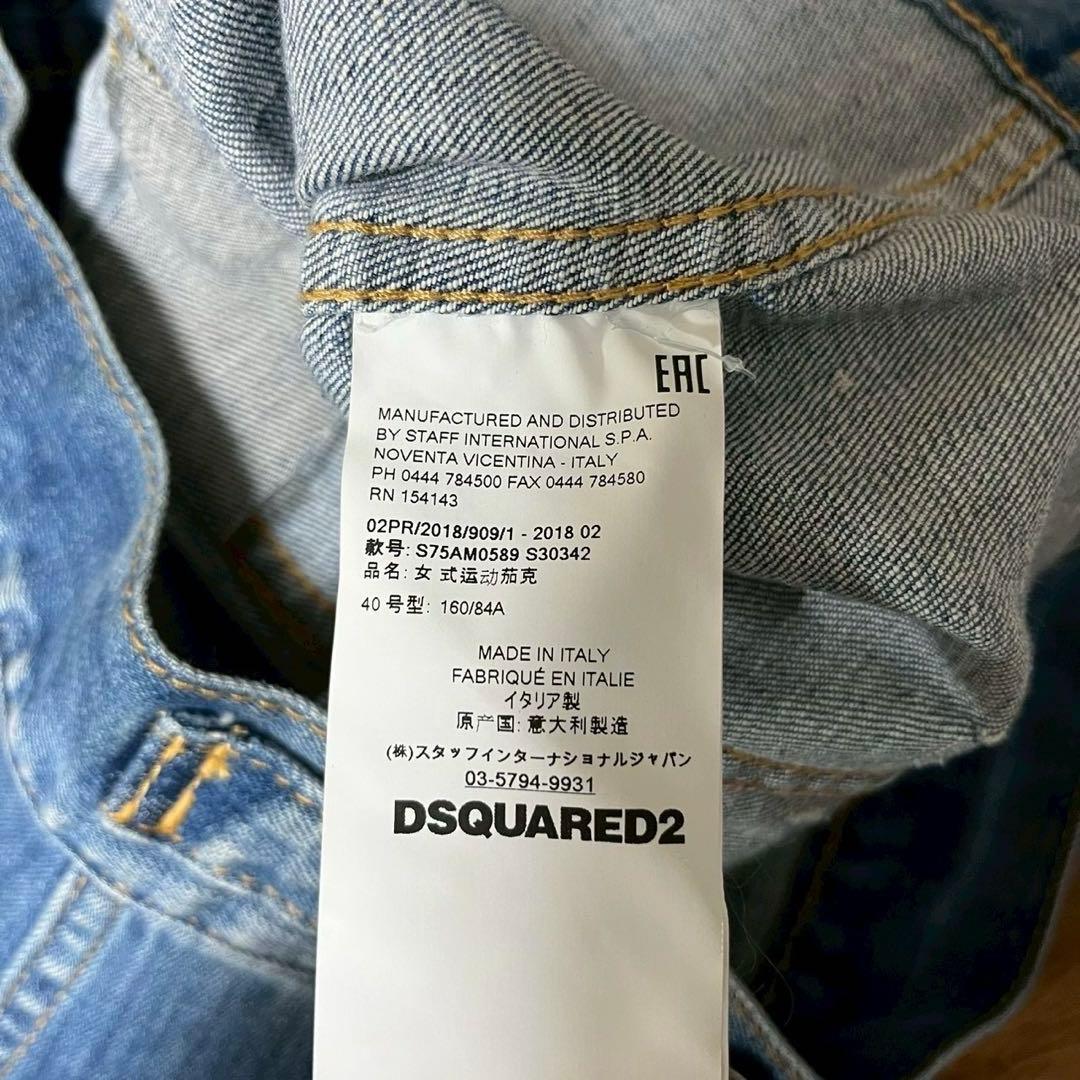 EAC
MANUFACTURED AND DISTRIBUTED
BY STAFF INTERNATIONAL S.P.A.
NOVENTA VICENTINA - ITALY
PH 0444 784500 FAX 0444 784580
RN 154143
02PR/2018/909/1 - 2018 02
款号: S75AM0589 S30342
品名: 女 式运动茄克
40 号型: 160/84A
MADE IN ITALY
FABRIQUÉ EN ITALIE
イタリア製
原产国: 意大利製造
(株)スタッフインターナショナルジャパン
03-5794-9931
DSQUARED2